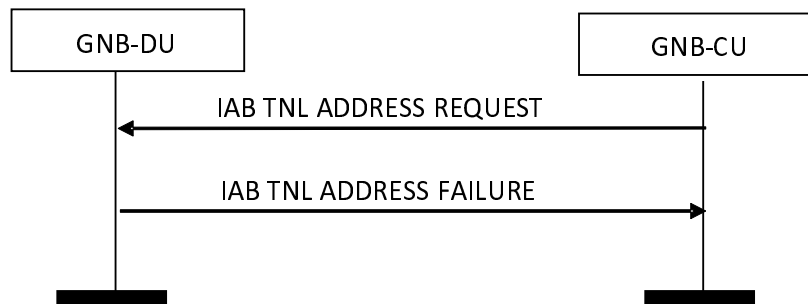 GNB-DU
GNB-CU
IAB TNL ADDRESS REQUEST
IAB TNL ADDRESS FAILURE